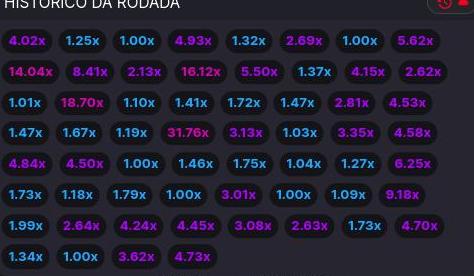 HISTÓRICO DA RODADA
4.02x 1.25x 1.00x 4.93x 1.32x 2.69x 1.00x 5.62x
14.04x 8.41x 2.13x 16.12x 5.50x 1.37x 4.15x 2.62x
1.01x 18.70x 1.10x 1.41x 1.72x 1.47x 2.81x 4.53x
1.47x 1.67x 1.19x 31.76x 3.13x 1.03x 3.35x 4.58x
4.84x 4.50x 1.00x 1.46x 1.75x 1.04x 1.27x 6.25x
1.73x 1.18x 1.79x 1.00x 3.01x 1.00x 1.09x 9.18x
1.99x 2.64x 4.24x 4.45x 3.08x 2.63x 1.73x 4.70x
1.34x 1.00x 3.62x 4.73x